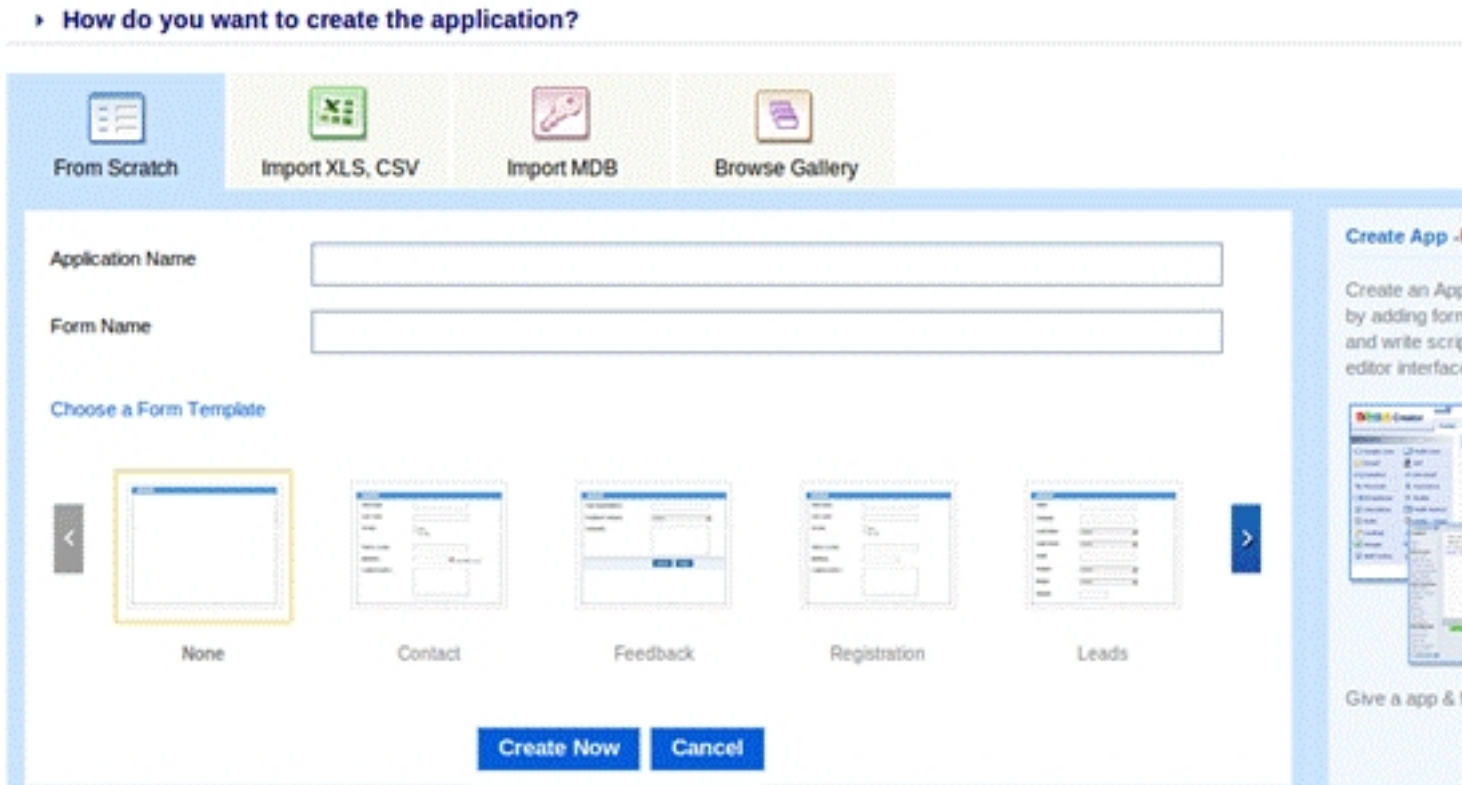 How do you want to create the application?
From Scratch
Import XLS, CSV
Import MDB
Browse Gallery
Application Name
Form Name
Choose a Form Template
None
Contact
Feedback
Registration
Leads
Create Now
Cancel
Create App -
Create an App
by adding form
and write scrip
editor interface
Creator
Give a app &